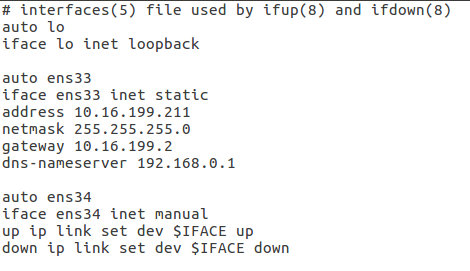 # interfaces(5) file used by ifup(8) and ifdown(8)
auto lo
iface lo inet loopback
auto ens33
iface ens33 inet static
address 10.16.199.211
netmask 255.255.255.0
gateway 10.16.199.2
dns-nameserver 192.168.0.1
auto ens34
iface ens34 inet manual
up ip link set dev $IFACE up
down ip link set dev $IFACE down